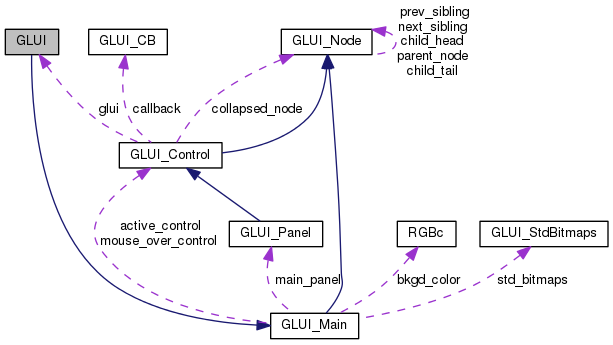 prev_sibling
next_sibling
child_head
parent_node
child_tail
GLUI
GLUI_CB
GLUI_Node
glui
callback
collapsed_node
GLUI_Control
active_control
mouse_over_control
GLUI_Panel
RGBc
GLUI_StdBitmaps
main_panel
bkgd_color
std_bitmaps
GLUI_Main